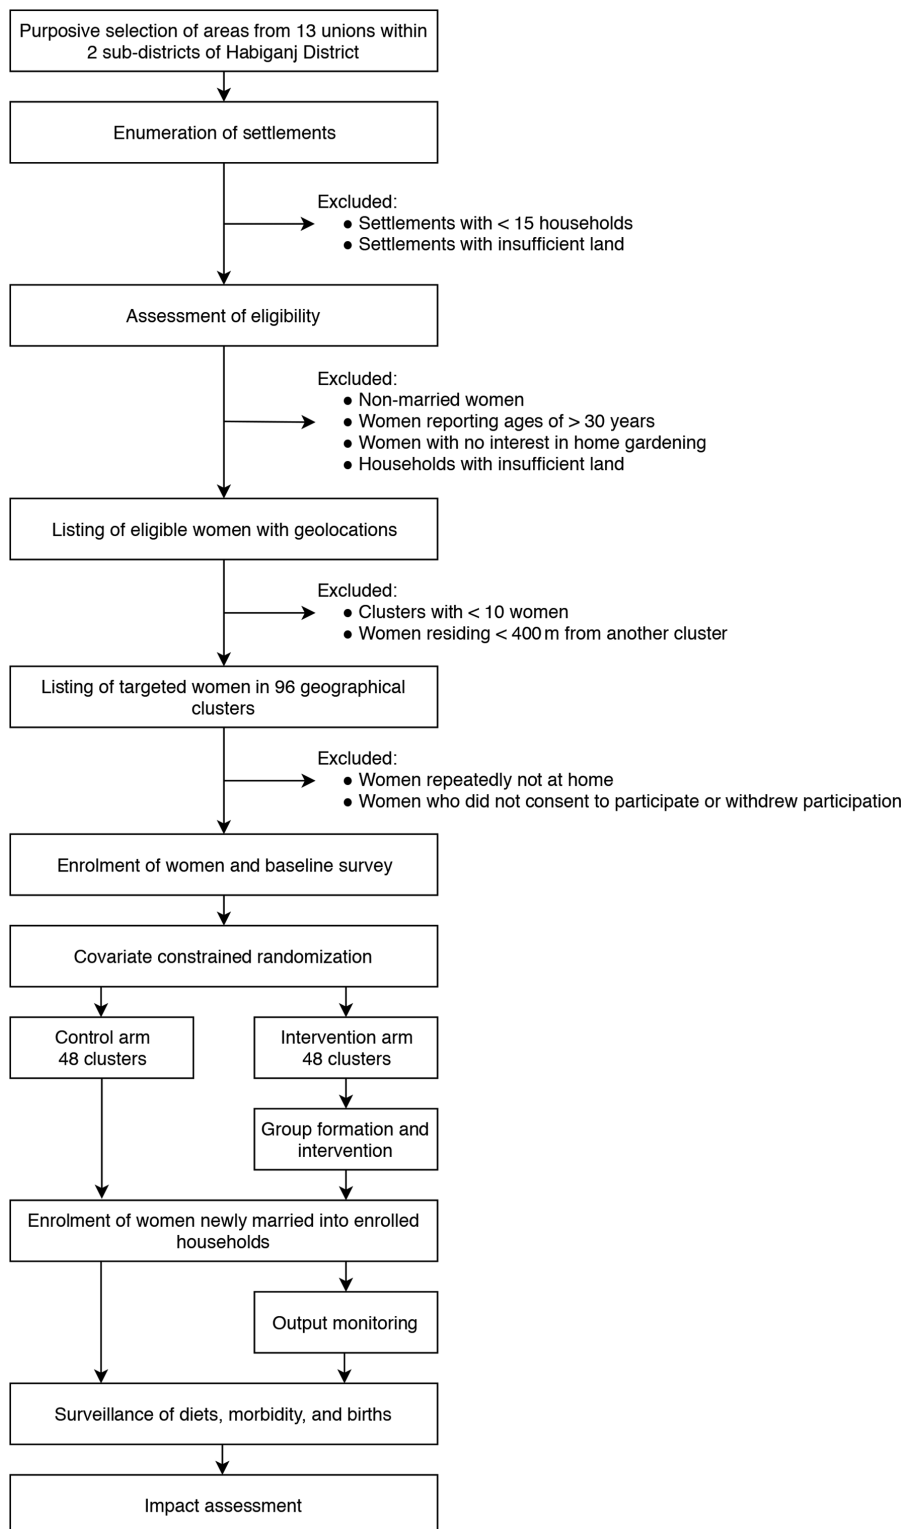 Purposive selection of areas from 13 unions within
2 sub-districts of Habiganj District
Enumeration of settlements
Excluded:
● Settlements with < 15 households
● Settlements with insufficient land
Assessment of eligibility
Excluded:
● Non-married women
● Women reporting ages of > 30 years
● Women with no interest in home gardening
● Households with insufficient land
Listing of eligible women with geolocations
Excluded:
● Clusters with < 10 women
● Women residing < 400 m from another cluster
Listing of targeted women in 96 geographical
clusters
Excluded:
● Women repeatedly not at home
● Women who did not consent to participate or withdrew participation
Enrolment of women and baseline survey
Covariate constrained randomization
Control arm
48 clusters
Intervention arm
48 clusters
Group formation and
intervention
Enrolment of women newly married into enrolled
households
Output monitoring
Surveillance of diets, morbidity, and births
Impact assessment